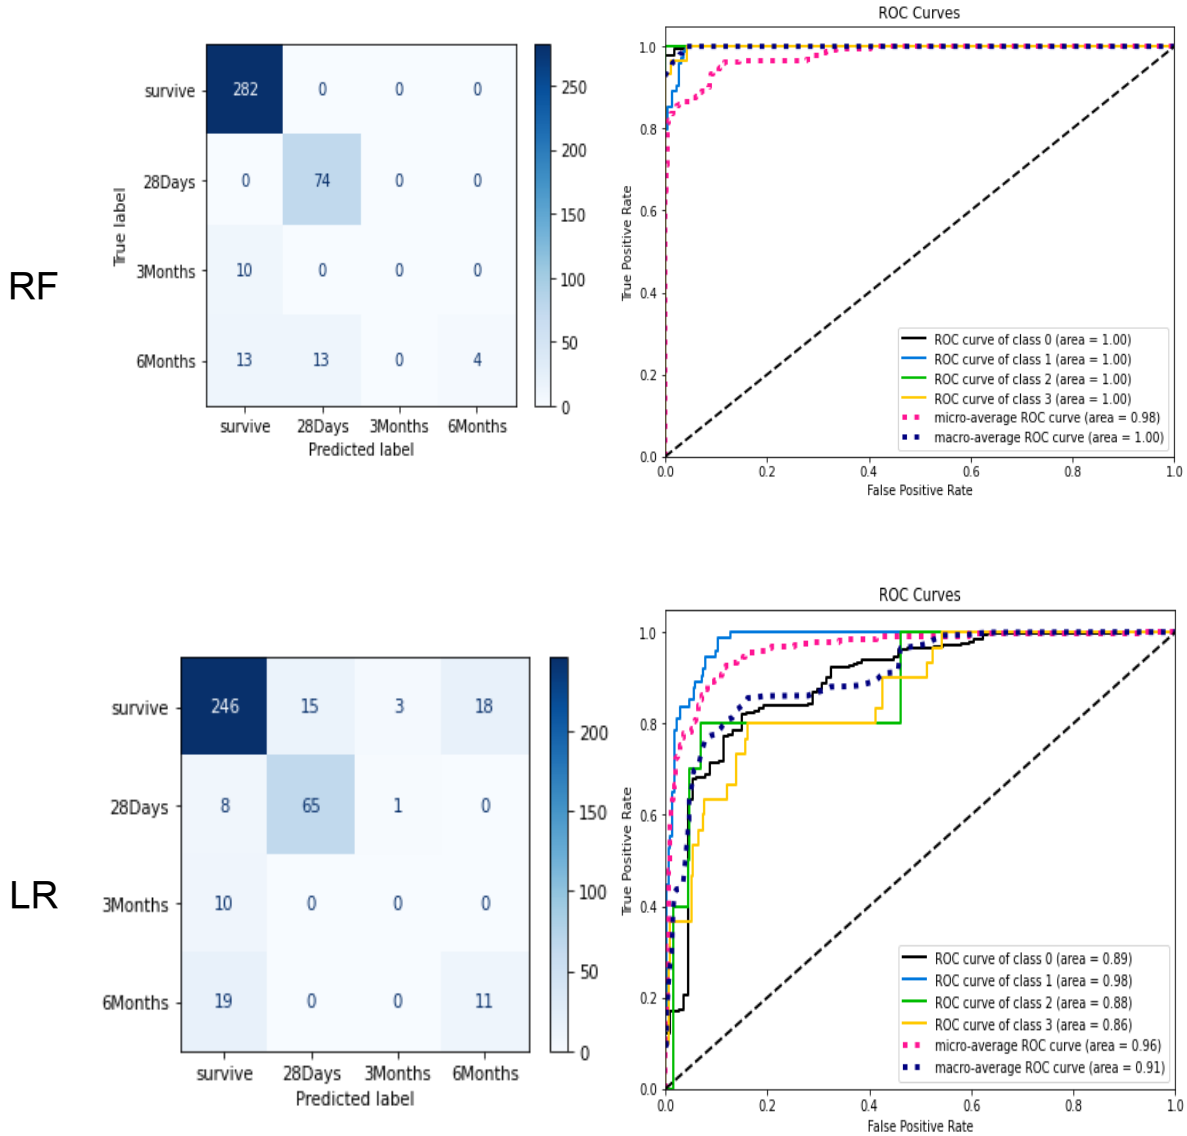 RF
True label
survive
28Days
3Months
6Months
282 0 0 0
0 74 0 0
10 0 0 0
13 13 0 4
survive 28Days 3Months 6Months
Predicted label
250
200
150
100
50
0
ROC Curves
True Positive Rate
1.0
0.8
0.6
0.4
0.2
0.0
ROC curve of class 0 (area = 1.00)
ROC curve of class 1 (area = 1.00)
ROC curve of class 2 (area = 1.00)
ROC curve of class 3 (area = 1.00)
micro-average ROC curve (area = 0.98)
macro-average ROC curve (area = 1.00)
0.0 0.2 0.4 0.6 0.8 1.0
False Positive Rate
LR
survive
28Days
3Months
6Months
246 15 3 18
8 65 1 0
10 0 0 0
19 0 0 11
survive 28Days 3Months 6Months
Predicted label
200
150
100
50
0
ROC Curves
True Positive Rate
1.0
0.8
0.6
0.4
0.2
0.0
ROC curve of class 0 (area = 0.89)
ROC curve of class 1 (area = 0.98)
ROC curve of class 2 (area = 0.88)
ROC curve of class 3 (area = 0.86)
micro-average ROC curve (area = 0.96)
macro-average ROC curve (area = 0.91)
0.0 0.2 0.4 0.6 0.8 1.0
False Positive Rate